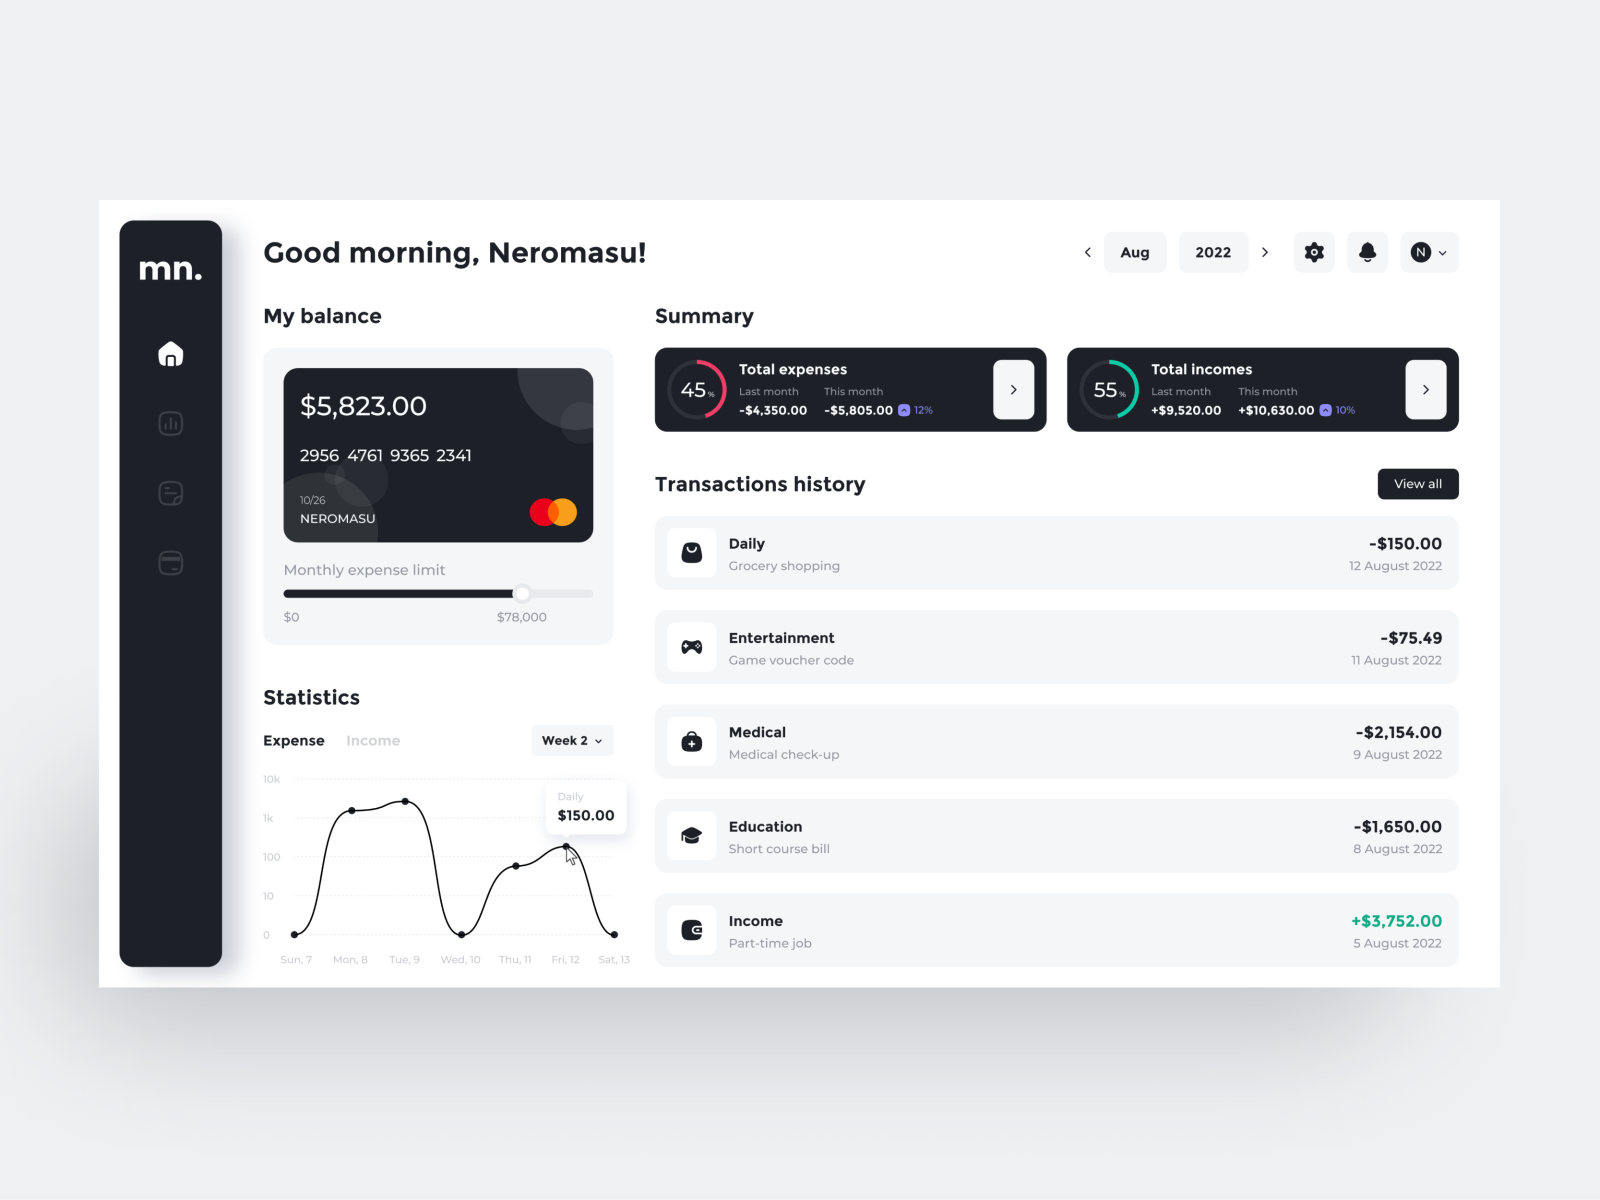 mn.
Good morning, Neromasu!
Aug
2022
N
My balance
$5,823.00
2956 4761 9365 2341
10/26
NEROMASU
Monthly expense limit
$0
$78,000
Statistics
Expense
Income
Week 2
10k
1k
100
10
0
Daily
$150.00
Sun, 7
Mon, 8
Tue, 9
Wed, 10
Thu, 11
Fri, 12
Sat, 13
Summary
45%
Total expenses
Last month
This month
-$4,350.00
-$5,805.00
12%
55%
Total incomes
Last month
This month
+$9,520.00
+$10,630.00
10%
Transactions history
View all
Daily
-$150.00
Grocery shopping
12 August 2022
Entertainment
-$75.49
Game voucher code
11 August 2022
Medical
-$2,154.00
Medical check-up
9 August 2022
Education
-$1,650.00
Short course bill
8 August 2022
Income
+$3,752.00
Part-time job
5 August 2022